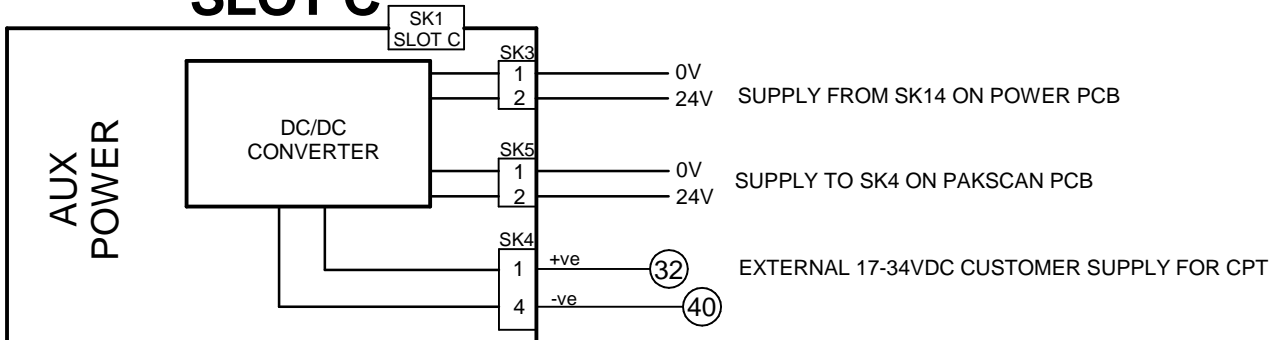 SLOT C
SK1
SLOT C
SK3
1
2
0V
24V
SUPPLY FROM SK14 ON POWER PCB
DC/DC
CONVERTER
AUX
POWER
SK5
1
2
0V
24V
SUPPLY TO SK4 ON PAKSCAN PCB
SK4
1
4
+ve
-ve
32
40
EXTERNAL 17-34VDC CUSTOMER SUPPLY FOR CPT